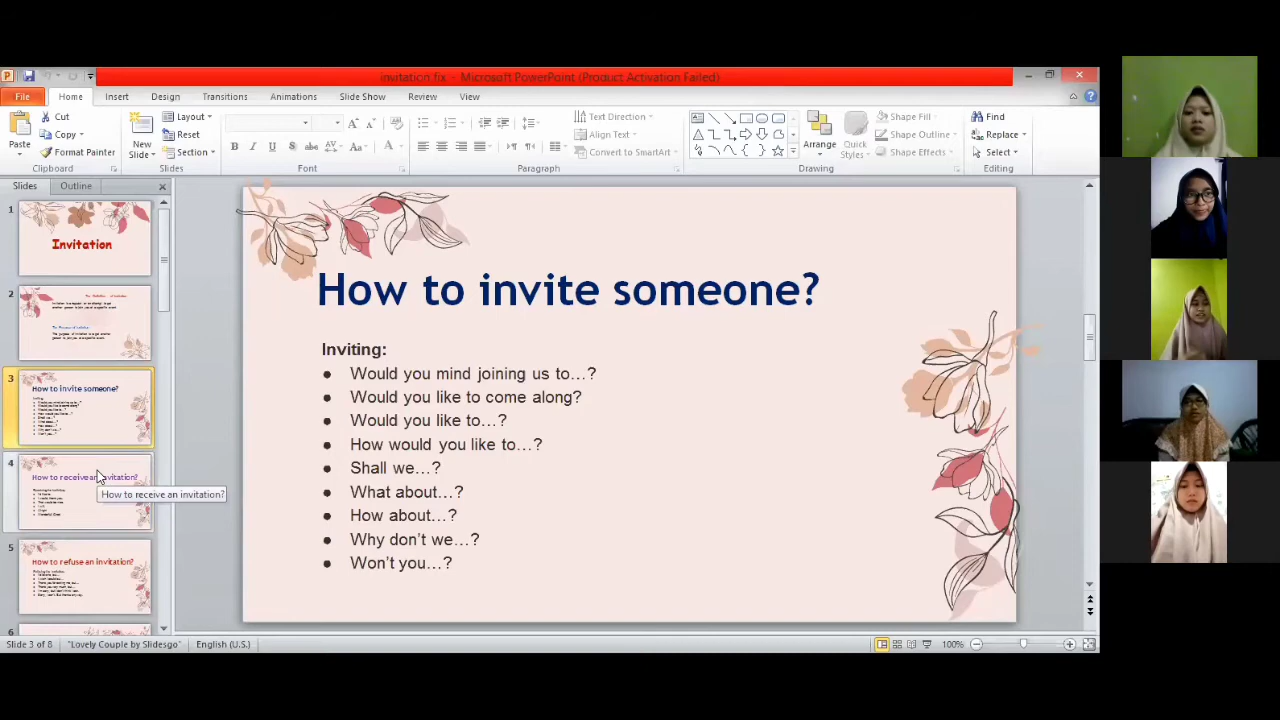 invitation fix - Microsoft PowerPoint (Product Activation Failed)
File Home Insert Design Transitions Animations Slide Show Review View
Paste
Cut
Copy
Format Painter
Clipboard
New
Slide
Layout
Reset
Section
Slides
Font
Text Direction
Align Text
Convert to SmartArt
Paragraph
Arrange
Quick
Styles
Shape Fill
Shape Outline
Shape Effects
Drawing
Find
Replace
Select
Editing
Slides Outline
1
Invitation
2
3
How to invite someone?
4
How to receive an invitation?
How to receive an invitation?
5
How to refuse an invitation?
6
How to invite someone?
Inviting:
● Would you mind joining us to…?
● Would you like to come along?
● Would you like to…?
● How would you like to…?
● Shall we…?
● What about…?
● How about…?
● Why don't we…?
● Won't you…?
Slide 3 of 8 "Lovely Couple by Slidesgo" English (U.S.) 100%